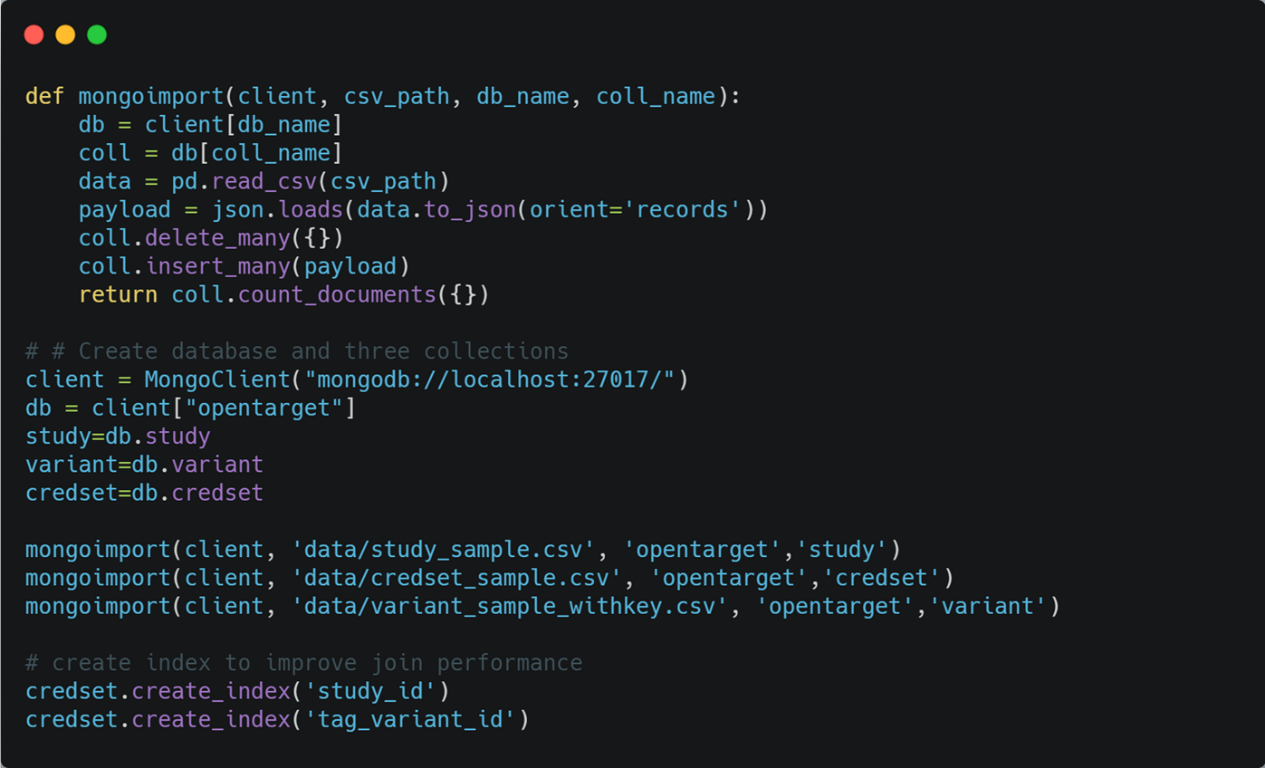 def mongoimport(client, csv_path, db_name, coll_name):
    db = client[db_name]
    coll = db[coll_name]
    data = pd.read_csv(csv_path)
    payload = json.loads(data.to_json(orient='records'))
    coll.delete_many({})
    coll.insert_many(payload)
    return coll.count_documents({})

# # Create database and three collections
client = MongoClient("mongodb://localhost:27017/")
db = client["opentarget"]
study=db.study
variant=db.variant
credset=db.credset

mongoimport(client, 'data/study_sample.csv', 'opentarget','study')
mongoimport(client, 'data/credset_sample.csv', 'opentarget','credset')
mongoimport(client, 'data/variant_sample_withkey.csv', 'opentarget','variant')

# create index to improve join performance
credset.create_index('study_id')
credset.create_index('tag_variant_id')